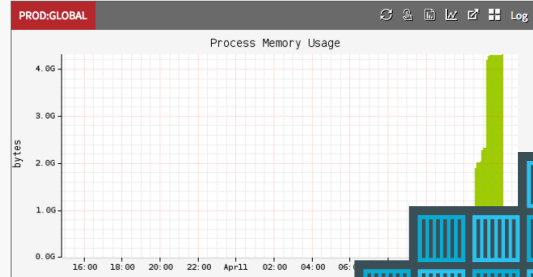 PROD:GLOBAL
Log
Process Memory Usage
4.0G
3.0G
bytes
2.0G
1.0G
0.0G
16:00 18:00 20:00 22:00 Apr11 02:00 04:00